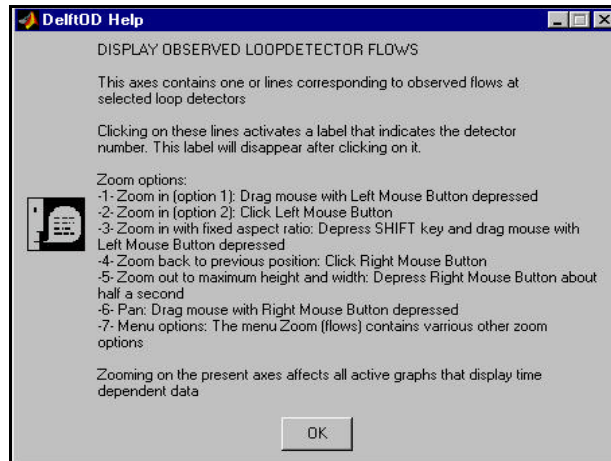 DelftOD Help
DISPLAY OBSERVED LOOPDETECTOR FLOWS
This axes contains one or lines corresponding to observed flows at
selected loop detectors
Clicking on these lines activates a label that indicates the detector
number. This label will disappear after clicking on it.
Zoom options:
-1- Zoom in (option 1): Drag mouse with Left Mouse Button depressed
-2- Zoom in (option 2): Click Left Mouse Button
-3- Zoom in with fixed aspect ratio: Depress SHIFT key and drag mouse with
Left Mouse Button depressed
-4- Zoom back to previous position: Click Right Mouse Button
-5- Zoom out to maximum height and width: Depress Right Mouse Button about
half a second
-6- Pan: Drag mouse with Right Mouse Button depressed
-7- Menu options: The menu Zoom (flows) contains varrious other zoom
options
Zooming on the present axes affects all active graphs that display time
dependent data
OK